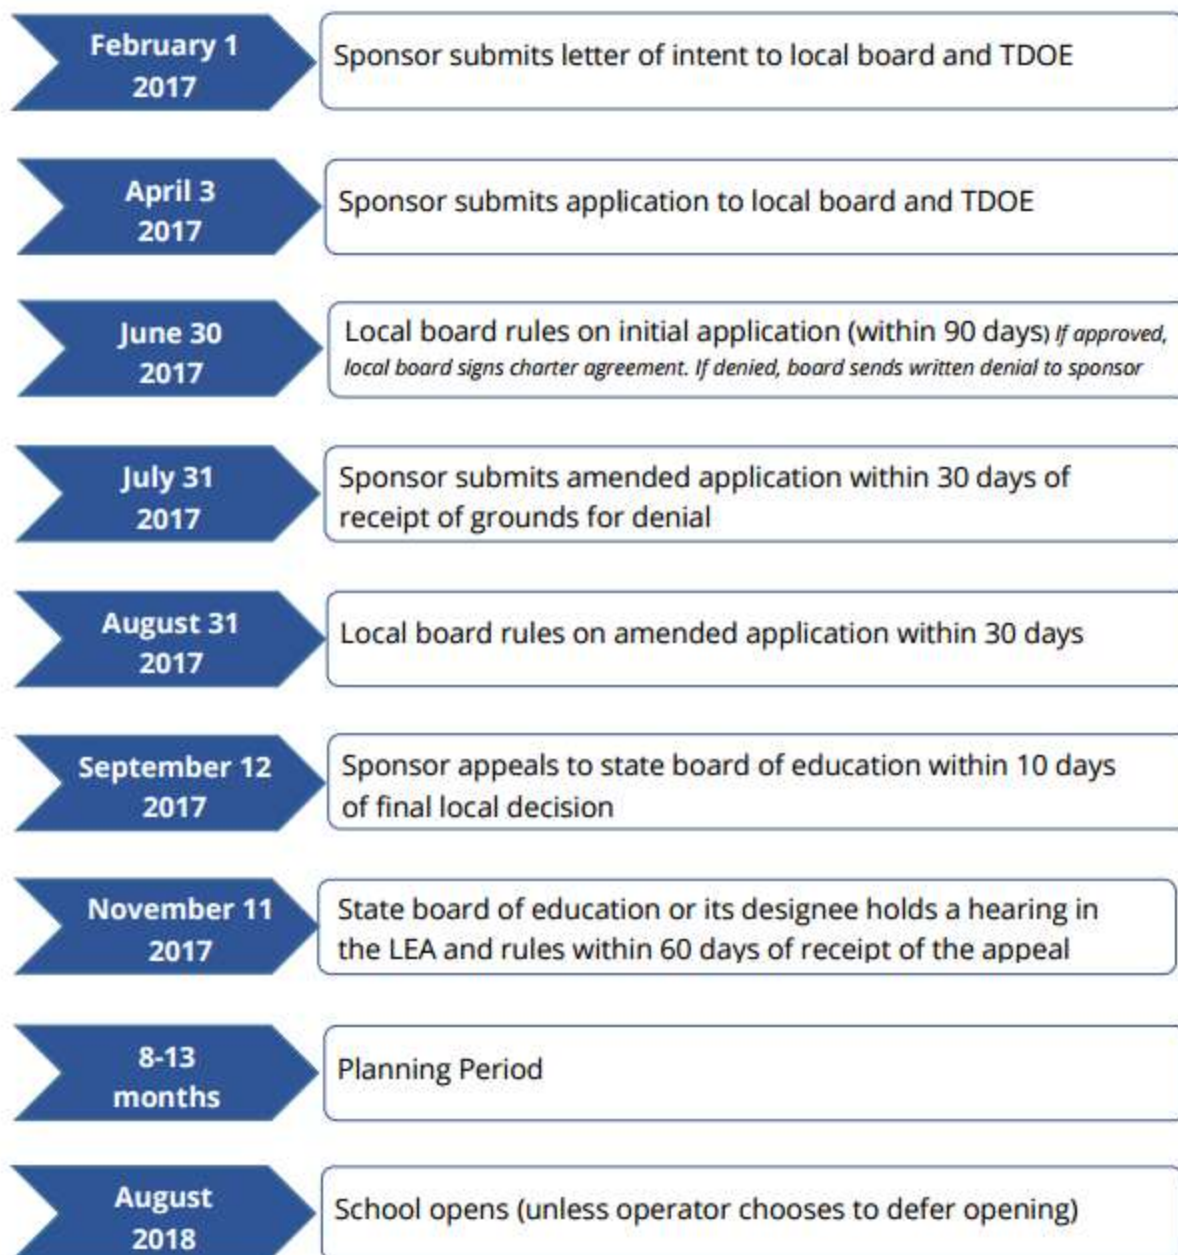 February 1
2017
Sponsor submits letter of intent to local board and TDOE
April 3
2017
Sponsor submits application to local board and TDOE
June 30
2017
Local board rules on initial application (within 90 days) If approved,
local board signs charter agreement. If denied, board sends written denial to sponsor
July 31
2017
Sponsor submits amended application within 30 days of
receipt of grounds for denial
August 31
2017
Local board rules on amended application within 30 days
September 12
2017
Sponsor appeals to state board of education within 10 days
of final local decision
November 11
2017
State board of education or its designee holds a hearing in
the LEA and rules within 60 days of receipt of the appeal
8-13
months
Planning Period
August
2018
School opens (unless operator chooses to defer opening)